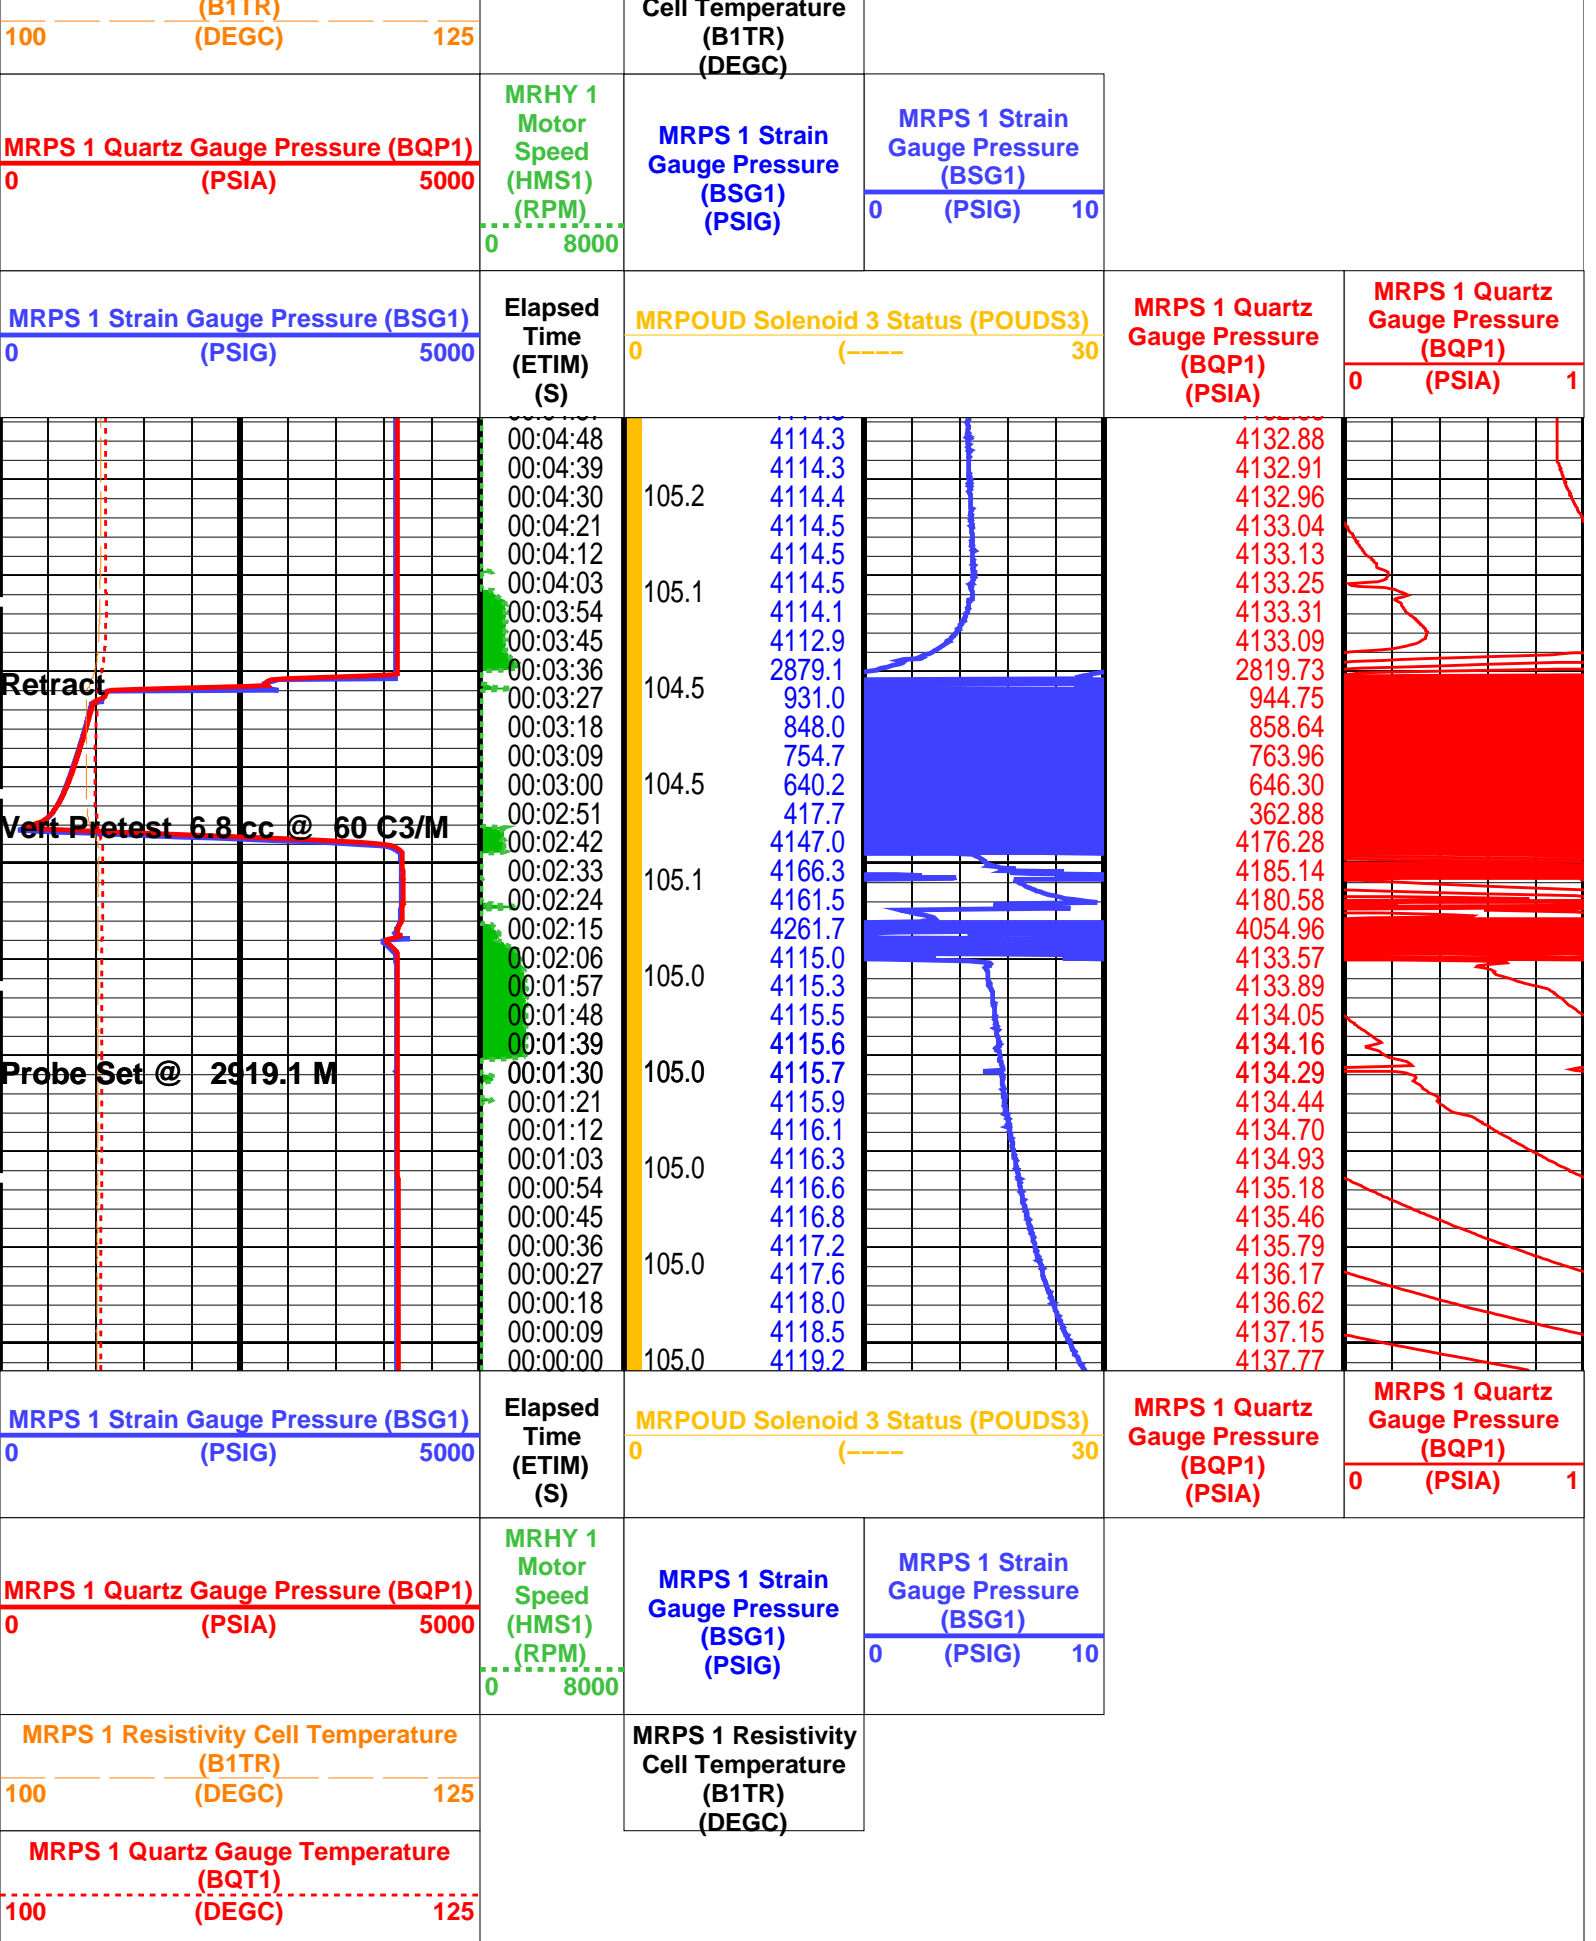 (B1TR)
100 (DEGC) 125
Cell Temperature
(B1TR)
(DEGC)
MRPS 1 Quartz Gauge Pressure (BQP1)
0 (PSIA) 5000
MRHY 1
Motor
Speed
(HMS1)
(RPM)
0 8000
MRPS 1 Strain
Gauge Pressure
(BSG1)
(PSIG)
MRPS 1 Strain
Gauge Pressure
(BSG1)
0 (PSIG) 10
MRPS 1 Strain Gauge Pressure (BSG1)
0 (PSIG) 5000
Elapsed
Time
(ETIM)
(S)
MRPOUD Solenoid 3 Status (POUDS3)
0 (---- 30
MRPS 1 Quartz
Gauge Pressure
(BQP1)
(PSIA)
MRPS 1 Quartz
Gauge Pressure
(BQP1)
0 (PSIA) 1
00:04:48 4114.3 4132.88
00:04:39 4114.3 4132.91
00:04:30 105.2 4114.4 4132.96
00:04:21 4114.5 4133.04
00:04:12 4114.5 4133.13
00:04:03 105.1 4114.5 4133.25
00:03:54 4114.1 4133.31
00:03:45 4112.9 4133.09
00:03:36 2879.1 2819.73
Retract
00:03:27 104.5 931.0 944.75
00:03:18 848.0 858.64
00:03:09 754.7 763.96
00:03:00 104.5 640.2 646.30
00:02:51 417.7 362.88
Vert Pretest 6.8 cc @ 60 C3/M
00:02:42 4147.0 4176.28
00:02:33 105.1 4166.3 4185.14
00:02:24 4161.5 4180.58
00:02:15 4261.7 4054.96
00:02:06 105.0 4115.0 4133.57
00:01:57 4115.3 4133.89
00:01:48 4115.5 4134.05
00:01:39 4115.6 4134.16
Probe Set @ 2919.1 M
00:01:30 105.0 4115.7 4134.29
00:01:21 4115.9 4134.44
00:01:12 4116.1 4134.70
00:01:03 105.0 4116.3 4134.93
00:00:54 4116.6 4135.18
00:00:45 4116.8 4135.46
00:00:36 105.0 4117.2 4135.79
00:00:27 4117.6 4136.17
00:00:18 4118.0 4136.62
00:00:09 4118.5 4137.15
00:00:00 105.0 4119.2 4137.77
MRPS 1 Strain Gauge Pressure (BSG1)
0 (PSIG) 5000
Elapsed
Time
(ETIM)
(S)
MRPOUD Solenoid 3 Status (POUDS3)
0 (---- 30
MRPS 1 Quartz
Gauge Pressure
(BQP1)
(PSIA)
MRPS 1 Quartz
Gauge Pressure
(BQP1)
0 (PSIA) 1
MRPS 1 Quartz Gauge Pressure (BQP1)
0 (PSIA) 5000
MRHY 1
Motor
Speed
(HMS1)
(RPM)
0 8000
MRPS 1 Strain
Gauge Pressure
(BSG1)
(PSIG)
MRPS 1 Strain
Gauge Pressure
(BSG1)
0 (PSIG) 10
MRPS 1 Resistivity Cell Temperature
(B1TR)
100 (DEGC) 125
MRPS 1 Resistivity
Cell Temperature
(B1TR)
(DEGC)
MRPS 1 Quartz Gauge Temperature
(BQT1)
100 (DEGC) 125